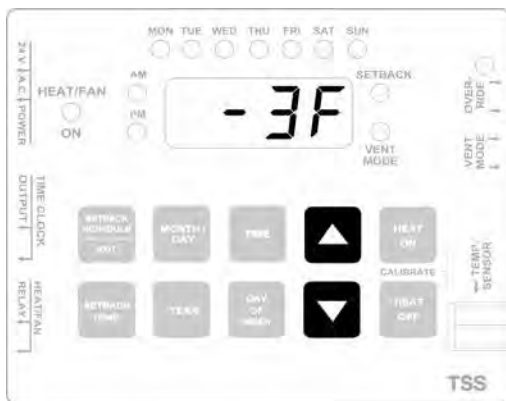 MON TUE WED THU FRI SAT SUN
24V A.C. POWER
HEAT/FAN
ON
AM
PM
-3F
SETBACK
VENT
MODE
OVER-
RIDE
VENT
MODE
TIME CLOCK
OUTPUT
SETBACK
SCHEDULE
EXIT
MONTH /
DAY
TIME
HEAT
ON
CALIBRATE
TEMP.
SENSOR
HEAT/FAN
RELAY
SETBACK
TEMP
YEAR
DAY
OF
WEEK
HEAT
OFF
TSS